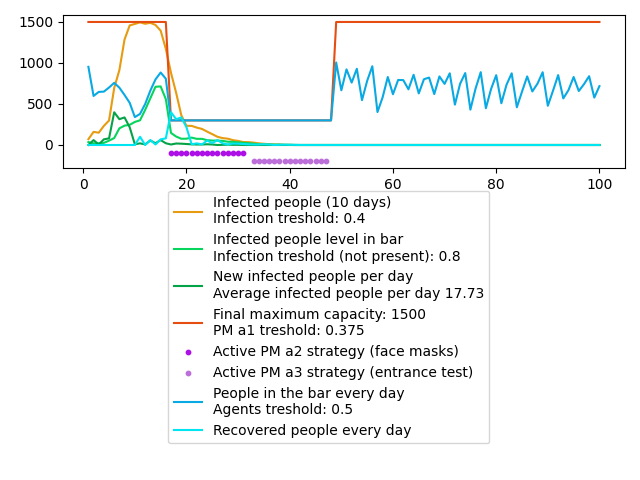 1500
1000
500
0
0 20 40 60 80 100
Infected people (10 days)
Infection treshold: 0.4
Infected people level in bar
Infection treshold (not present): 0.8
New infected people per day
Average infected people per day 17.73
Final maximum capacity: 1500
PM a1 treshold: 0.375
Active PM a2 strategy (face masks)
Active PM a3 strategy (entrance test)
People in the bar every day
Agents treshold: 0.5
Recovered people every day